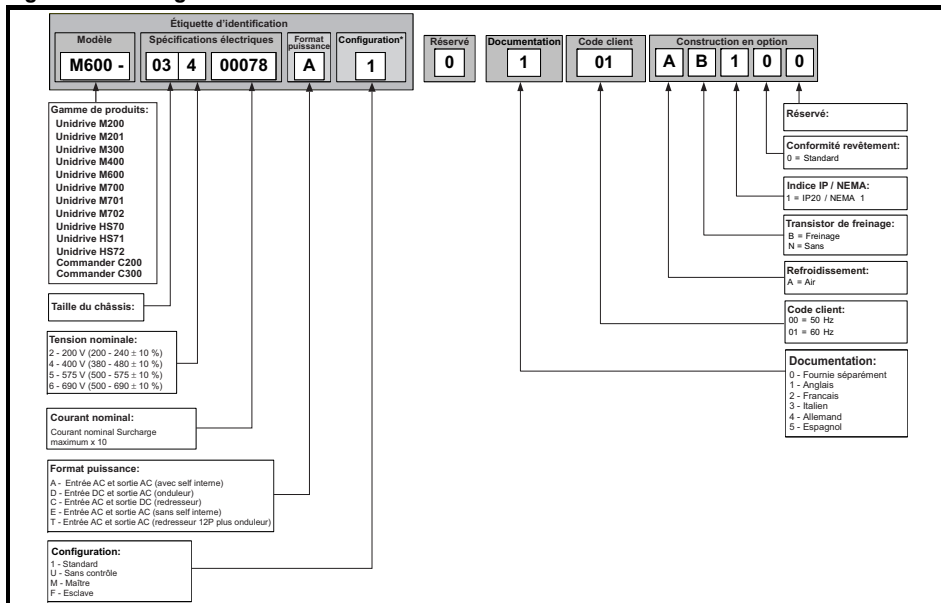 Étiquette d'identification
Modèle
Spécifications électriques
Format puissance
Configuration*
Réservé
Documentation
Code client
Construction en option
M600 -
03
4
00078
A
1
0
1
01
A
B
1
0
0
Gamme de produits:
Unidrive M200
Unidrive M201
Unidrive M300
Unidrive M400
Unidrive M600
Unidrive M700
Unidrive M701
Unidrive M702
Unidrive HS70
Unidrive HS71
Unidrive HS72
Commander C200
Commander C300
Taille du châssis:
Tension nominale:
2 - 200 V (200 - 240 ± 10 %)
4 - 400 V (380 - 480 ± 10 %)
5 - 575 V (500 - 575 ± 10 %)
6 - 690 V (500 - 690 ± 10 %)
Courant nominal:
Courant nominal Surcharge
maximum x 10
Format puissance:
A - Entrée AC et sortie AC (avec self interne)
D - Entrée DC et sortie AC (onduleur)
C - Entrée AC et sortie DC (redresseur)
E - Entrée AC et sortie AC (sans self interne)
T - Entrée AC et sortie AC (redresseur 12P plus onduleur)
Configuration:
1 - Standard
U - Sans contrôle
M - Maître
F - Esclave
Réservé:
Conformité revêtement:
0 = Standard
Indice IP / NEMA:
1 = IP20 / NEMA 1
Transistor de freinage:
B = Freinage
N = Sans
Refroidissement:
A = Air
Code client:
00 = 50 Hz
01 = 60 Hz
Documentation:
0 - Fournie séparément
1 - Anglais
2 - Francais
3 - Italien
4 - Allemand
5 - Espagnol